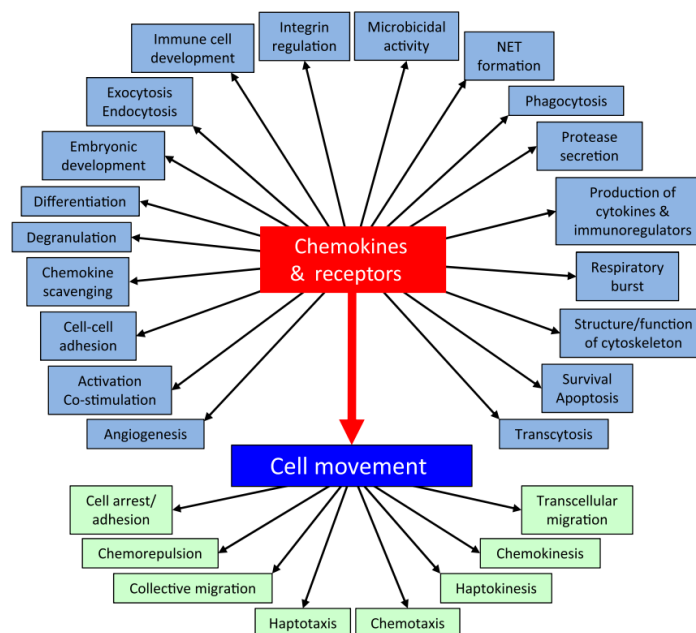 Immune cell
development
Integrin
regulation
Microbicidal
activity
NET
formation
Exocytosis
Endocytosis
Phagocytosis
Embryonic
development
Protease
secretion
Differentiation
Production of
cytokines &
immunoregulators
Degranulation
Chemokines
& receptors
Chemokine
scavenging
Respiratory
burst
Cell-cell
adhesion
Structure/function
of cytoskeleton
Activation
Co-stimulation
Survival
Apoptosis
Angiogenesis
Transcytosis
Cell movement
Cell arrest/
adhesion
Transcellular
migration
Chemorepulsion
Chemokinesis
Collective migration
Haptokinesis
Haptotaxis
Chemotaxis